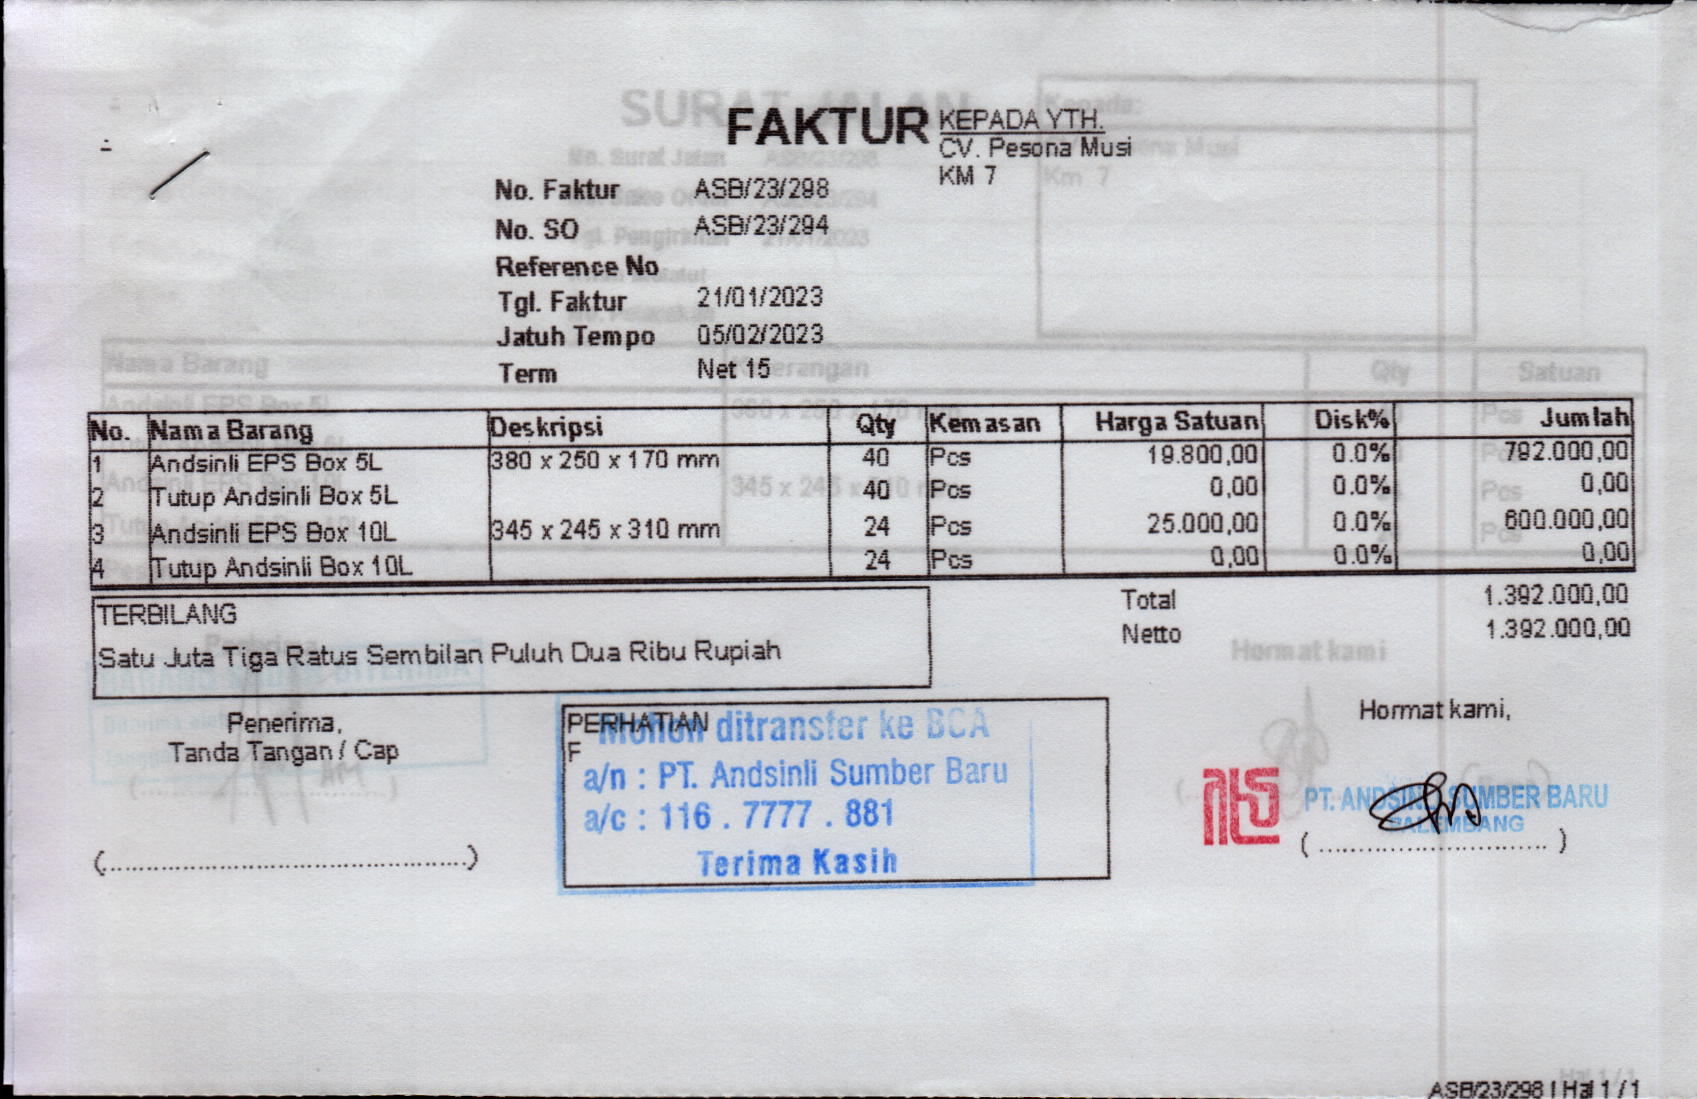 FAKTUR
KEPADA YTH.
CV. Pesona Musi
KM 7
No. Faktur ASB/23/298
No. SO ASB/23/294
Reference No
Tgl. Faktur 21/01/2023
Jatuh Tempo 05/02/2023
Term Net 15
No. Nama Barang Deskripsi Qty Kemasan Harga Satuan Disk% Jumlah
1 Andsinli EPS Box 5L 380 x 250 x 170 mm 40 Pcs 19.800,00 0.0% 792.000,00
2 Tutup Andsinli Box 5L 40 Pcs 0,00 0.0% 0,00
3 Andsinli EPS Box 10L 345 x 245 x 310 mm 24 Pcs 25.000,00 0.0% 600.000,00
4 Tutup Andsinli Box 10L 24 Pcs 0,00 0.0% 0,00
TERBILANG
Satu Juta Tiga Ratus Sembilan Puluh Dua Ribu Rupiah
Total 1.392.000,00
Netto 1.392.000,00
Penerima,
Tanda Tangan / Cap
(..........................................)
PERHATIAN
F
Mohon ditransfer ke BCA
a/n : PT. Andsinli Sumber Baru
a/c : 116 . 7777 . 881
Terima Kasih
Hormat kami,
PT. ANDSINLI SUMBER BARU
PALEMBANG
( ............................ )
ASB/23/298 | Hal 1 / 1